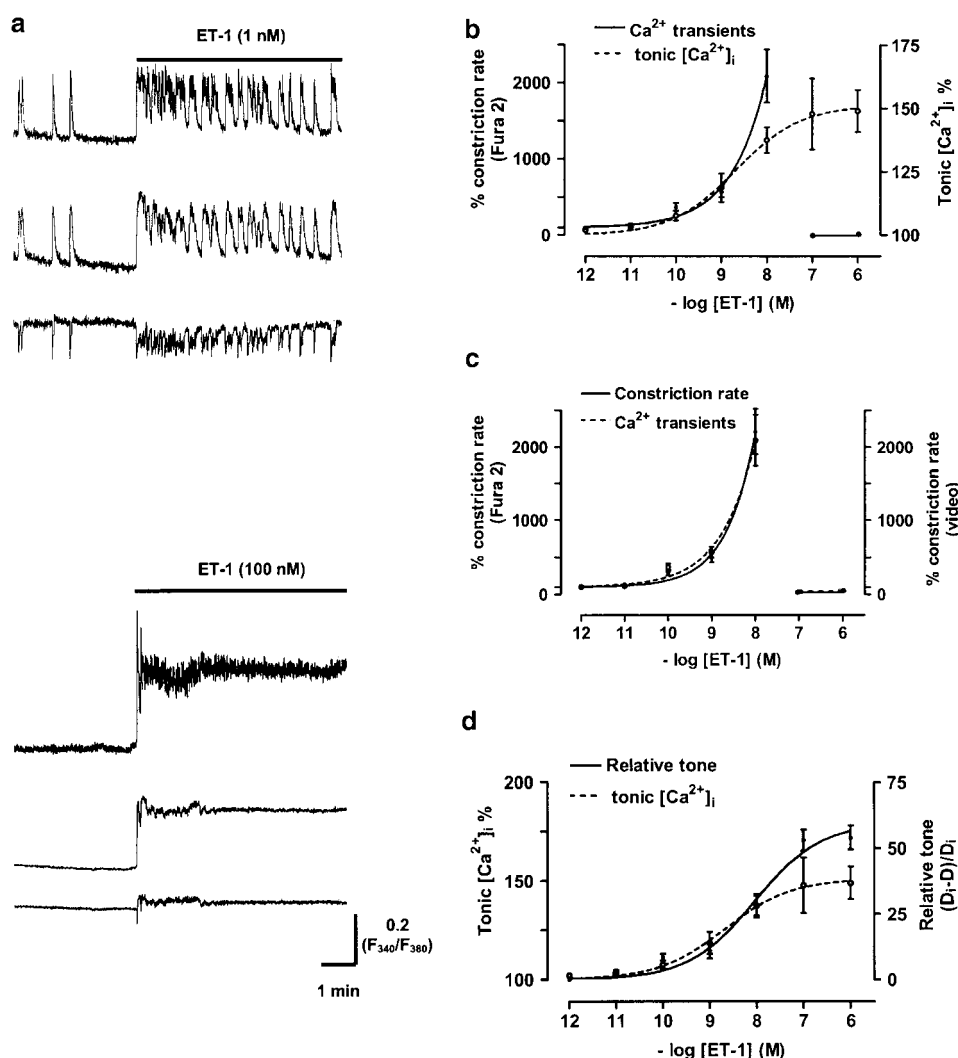 a
ET-1 (1 nM)
ET-1 (100 nM)
0.2
(F340/F380)
1 min
b
Ca2+ transients
tonic [Ca2+]i
% constriction rate
(Fura 2)
2000
1000
0
175
150
125
100
Tonic [Ca2+]i %
12 11 10 9 8 7 6
- log [ET-1] (M)
c
Constriction rate
Ca2+ transients
% constriction rate
(Fura 2)
2000
1000
0
2000
1000
0
% constriction rate
(video)
12 11 10 9 8 7 6
- log [ET-1] (M)
d
Relative tone
tonic [Ca2+]i
Tonic [Ca2+]i %
200
150
100
75
50
25
0
Relative tone
(Di-D)/Di
12 11 10 9 8 7 6
- log [ET-1] (M)